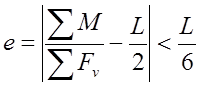 e = |∑M / ∑F_v − L/2| < L/6